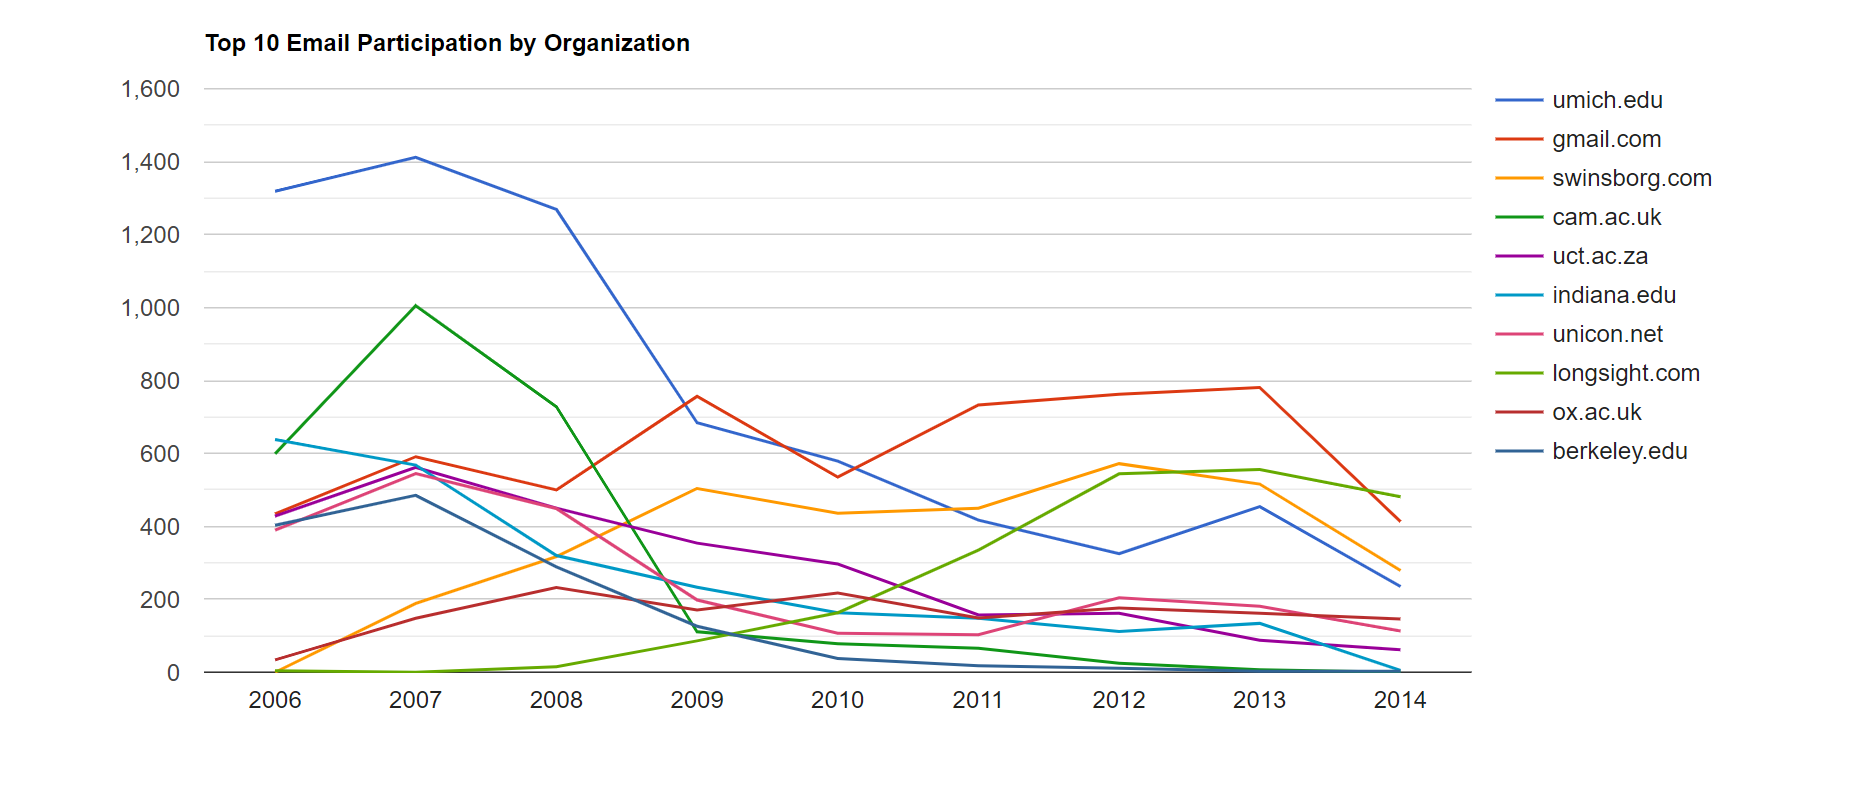 Top 10 Email Participation by Organization
1,600
1,400
1,200
1,000
800
600
400
200
0
2006 2007 2008 2009 2010 2011 2012 2013 2014
umich.edu
gmail.com
swinsborg.com
cam.ac.uk
uct.ac.za
indiana.edu
unicon.net
longsight.com
ox.ac.uk
berkeley.edu